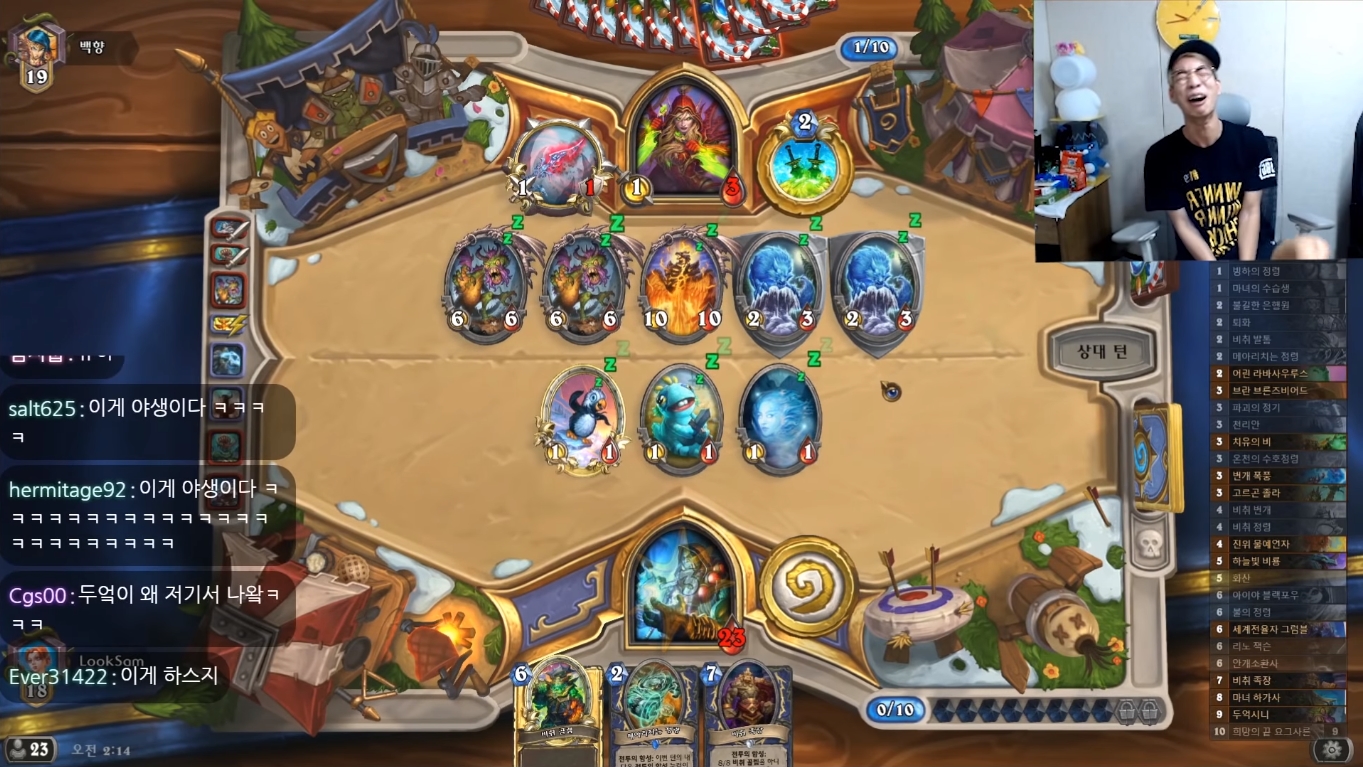 백향
19
1/10
1
1
1
3
2
6
6
6
6
10
10
2
3
2
3
1
1
1
1
1
1
상대 턴
salt625 : 이게 야생이다 ㅋㅋㅋ
ㅋ
hermitage92 : 이게 야생이다 ㅋ
ㅋㅋㅋㅋㅋㅋㅋㅋㅋㅋㅋㅋㅋㅋ
ㅋㅋㅋㅋㅋㅋㅋㅋㅋ
Cgs00 : 두억이 왜 저기서 나왘ㅋ
ㅋㅋ
LookSam
Ever31422 : 이게 하스지
18
23
6
2
7
0/10
23
오전 2:14
1 빙하의 정령
1 마녀의 수습생
2 불길한 은행원
2 퇴화
2 비취 발톱
2 메아리치는 정령
2 어린 라바사우루스
3 브란 브론즈비어드
3 파괴의 정기
3 전리안
3 치유의 비
3 온천의 수호정령
3 번개 폭풍
3 고르곤 졸라
4 비취 번개
4 비취 정령
4 진위 물예언자
5 하늘빛 비룡
5 화산
6 아이야 블랙포우
6 불의 정령
6 세계전율자 그럼블
6 리노 잭슨
6 안개소환사
7 비취 족장
8 마녀 하가사
9 두억시니
10 희망의 끝 요그사론 9